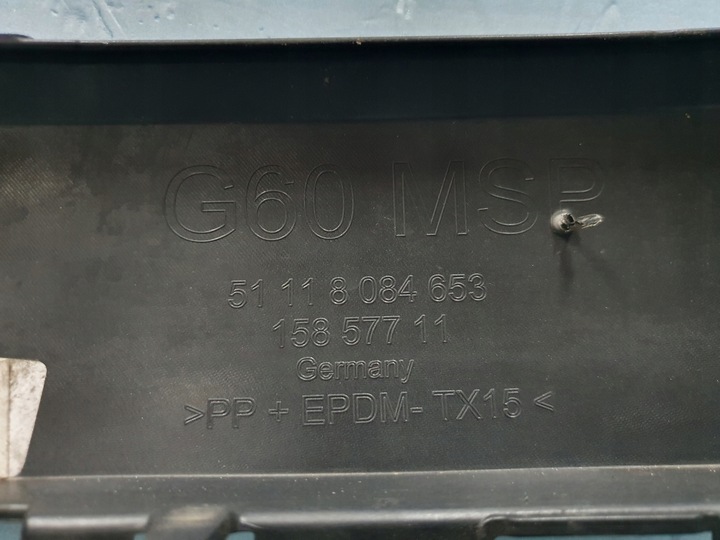 G60 MSP
51 11 8 084 653
158 577 11
Germany
>PP + EPDM- TX15 <